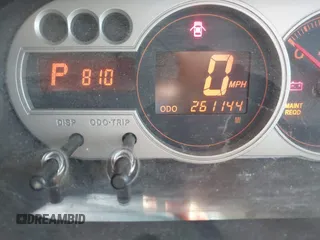 P 810
0 MPH
ODO 261144
C
MAINT
REQD
DISP ODO·TRIP
DREAMBID